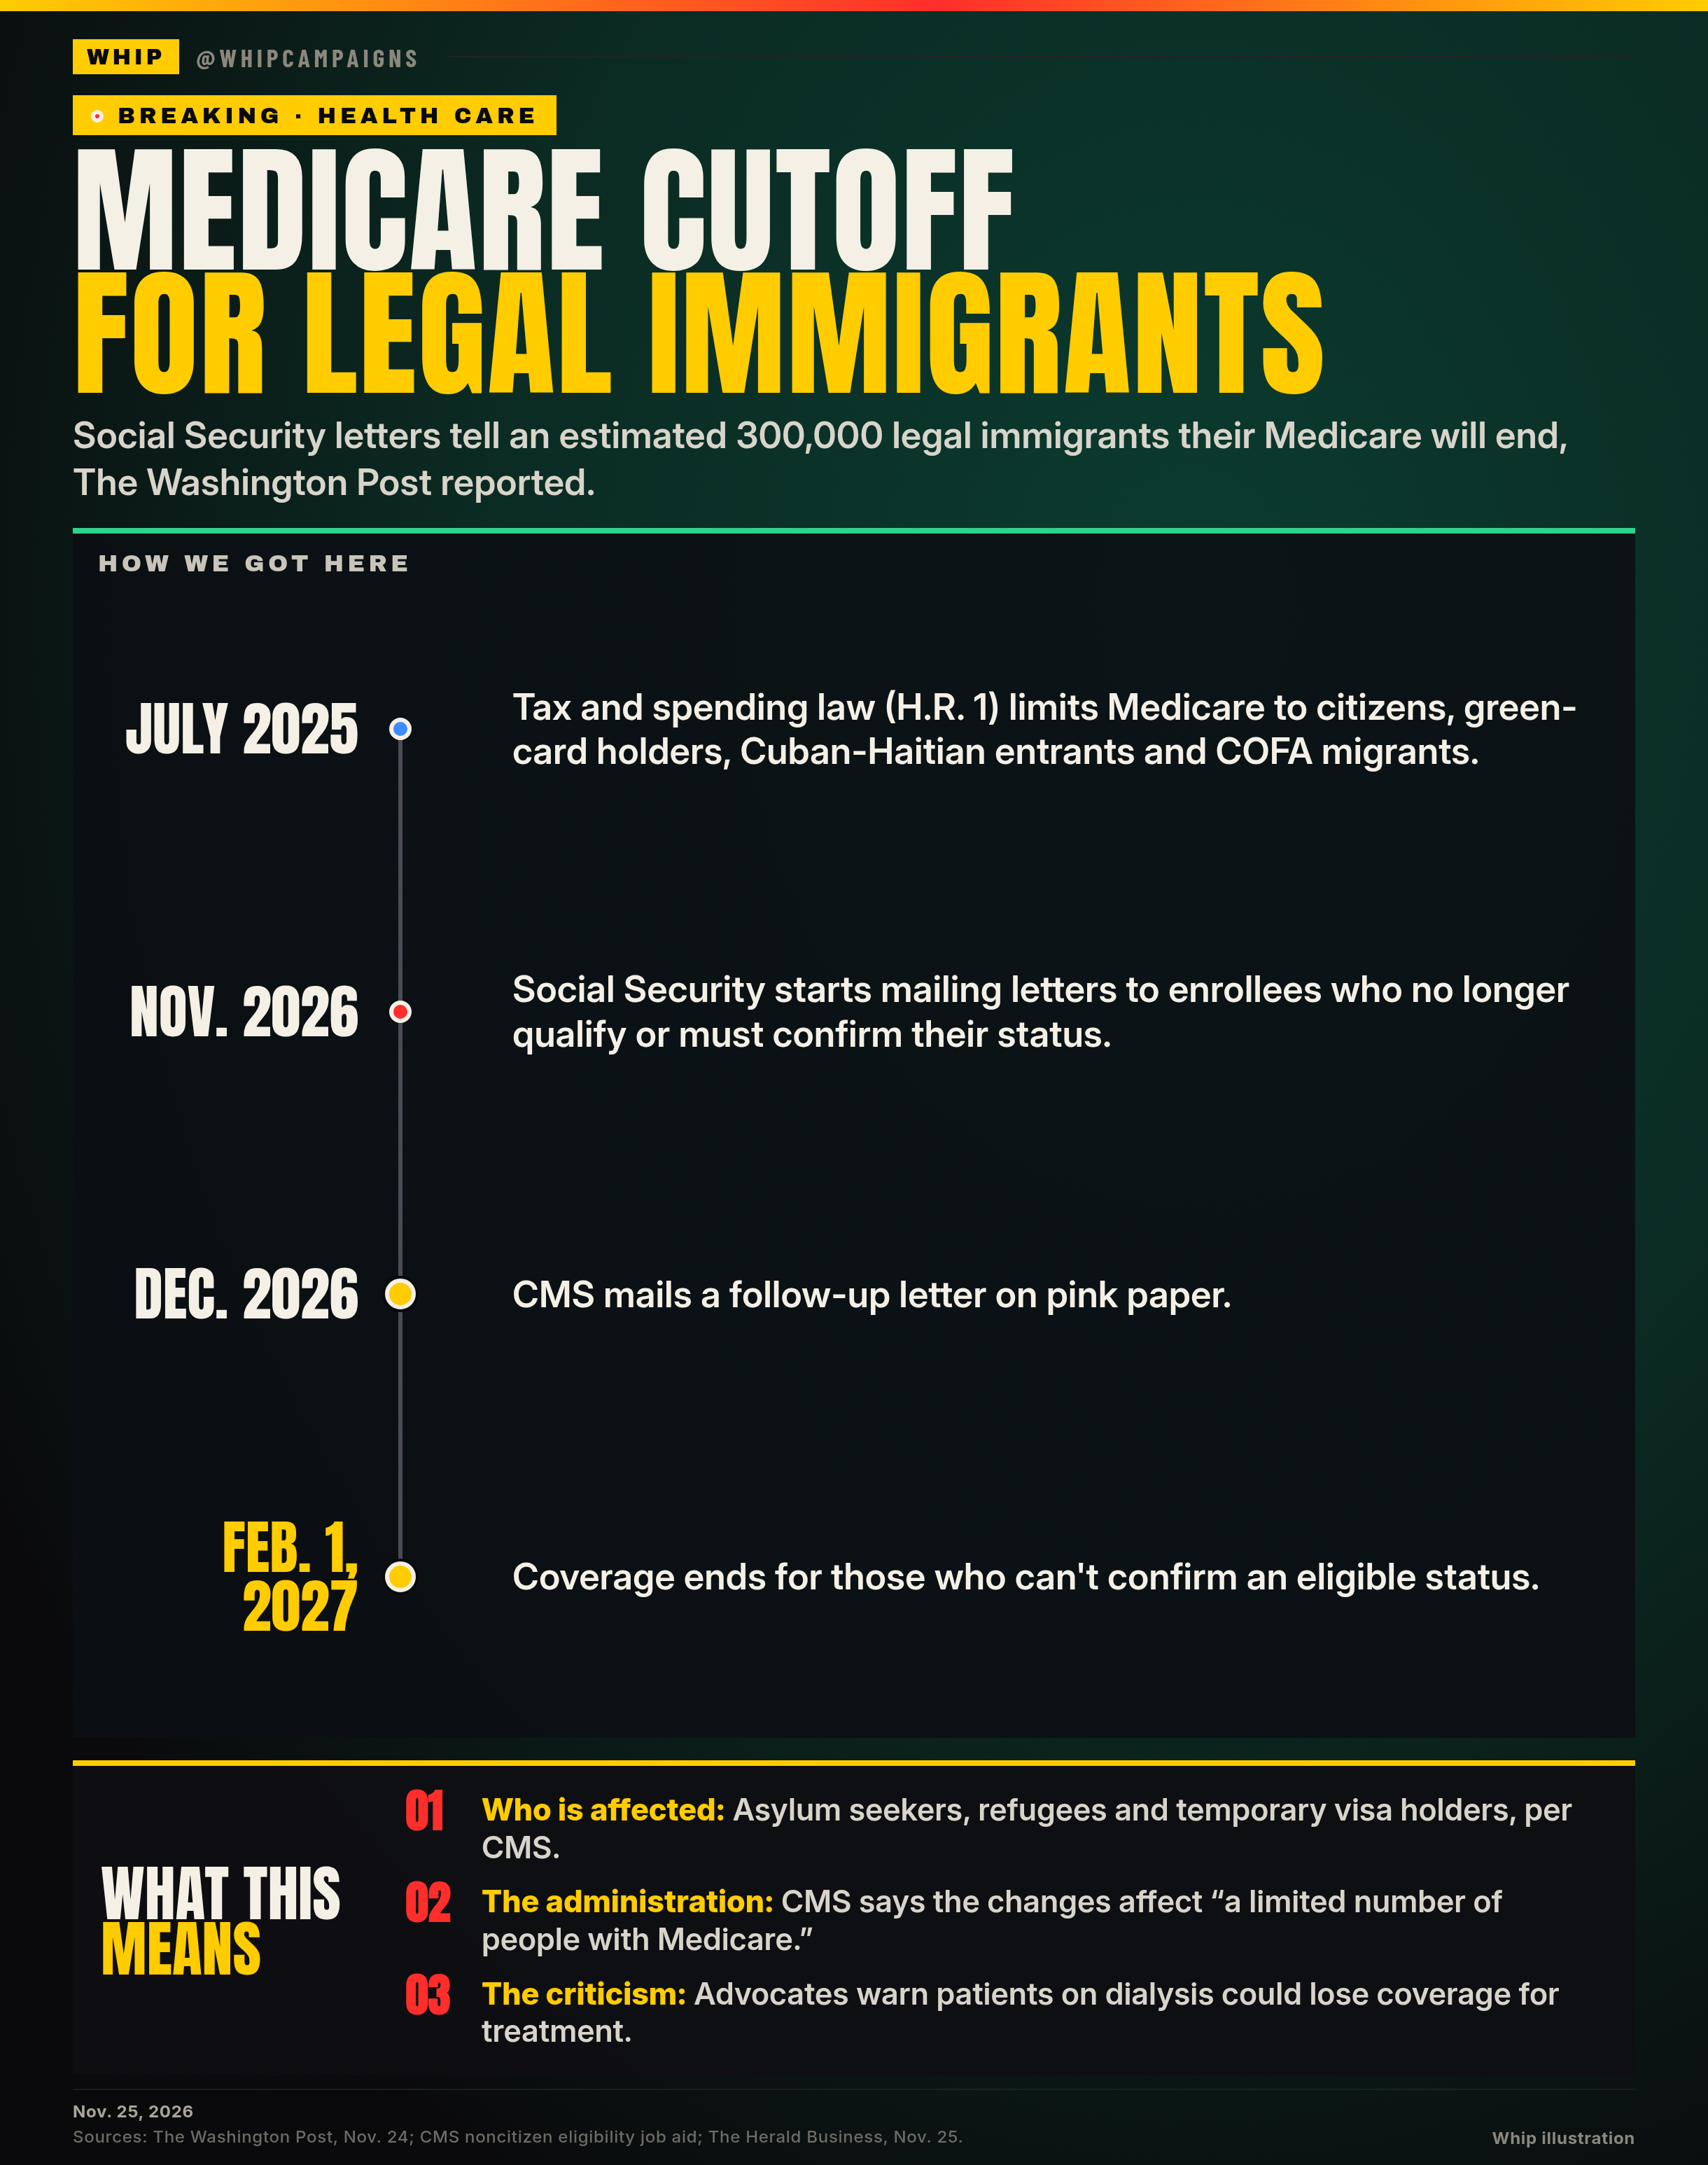 WHIP @WHIPCAMPAIGNS
BREAKING · HEALTH CARE
MEDICARE CUTOFF
FOR LEGAL IMMIGRANTS
Social Security letters tell an estimated 300,000 legal immigrants their Medicare will end,
The Washington Post reported.
HOW WE GOT HERE
JULY 2025
Tax and spending law (H.R. 1) limits Medicare to citizens, green-
card holders, Cuban-Haitian entrants and COFA migrants.
NOV. 2026
Social Security starts mailing letters to enrollees who no longer
qualify or must confirm their status.
DEC. 2026
CMS mails a follow-up letter on pink paper.
FEB. 1,
2027
Coverage ends for those who can't confirm an eligible status.
WHAT THIS
MEANS
01 Who is affected: Asylum seekers, refugees and temporary visa holders, per
CMS.
02 The administration: CMS says the changes affect “a limited number of
people with Medicare.”
03 The criticism: Advocates warn patients on dialysis could lose coverage for
treatment.
Nov. 25, 2026
Sources: The Washington Post, Nov. 24; CMS noncitizen eligibility job aid; The Herald Business, Nov. 25.
Whip illustration